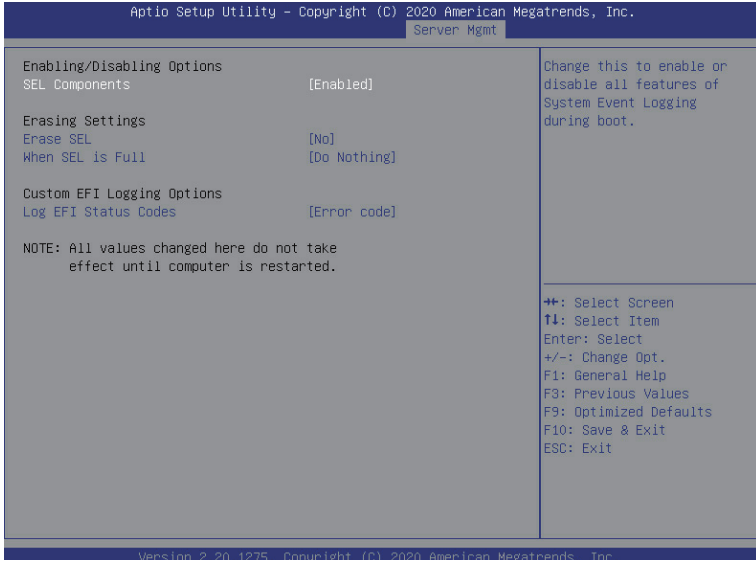 Aptio Setup Utility – Copyright (C) 2020 American Megatrends, Inc.
Server Mgmt
Enabling/Disabling Options
SEL Components [Enabled]
Erasing Settings
Erase SEL [No]
When SEL is Full [Do Nothing]
Custom EFI Logging Options
Log EFI Status Codes [Error code]
NOTE: All values changed here do not take
effect until computer is restarted.
Change this to enable or
disable all features of
System Event Logging
during boot.
→←: Select Screen
↑↓: Select Item
Enter: Select
+/-: Change Opt.
F1: General Help
F3: Previous Values
F9: Optimized Defaults
F10: Save & Exit
ESC: Exit
Version 2.20.1275. Copyright (C) 2020 American Megatrends, Inc.